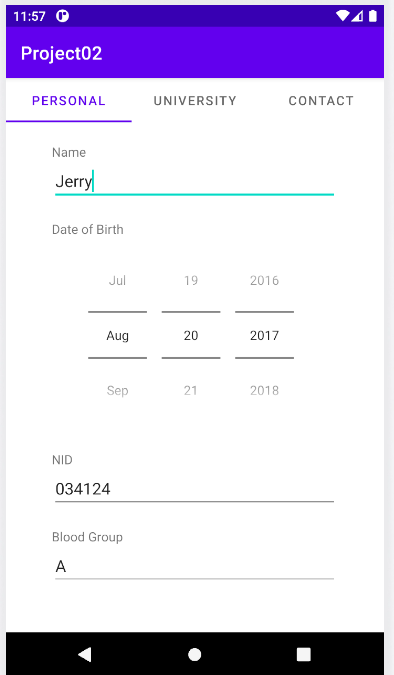 11:57
Project02
PERSONAL UNIVERSITY CONTACT
Name
Jerry
Date of Birth
Jul 19 2016
Aug 20 2017
Sep 21 2018
NID
034124
Blood Group
A